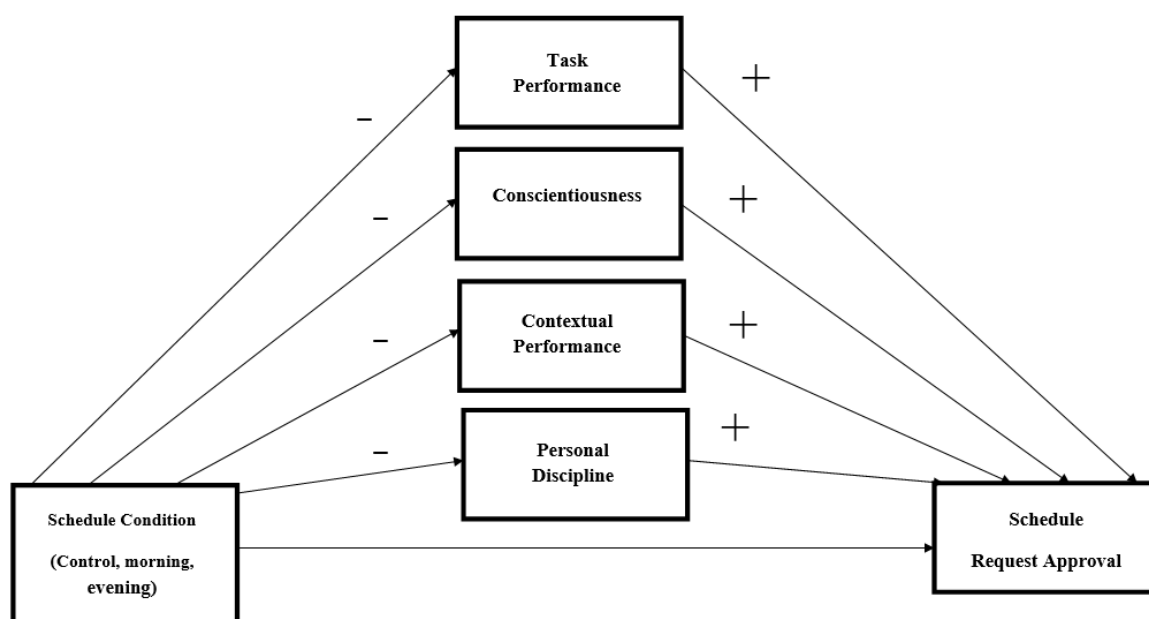 Task
Performance
+
-
Conscientiousness
+
-
Contextual
Performance
+
-
Personal
Discipline
+
-
Schedule Condition
(Control, morning,
evening)
Schedule
Request Approval